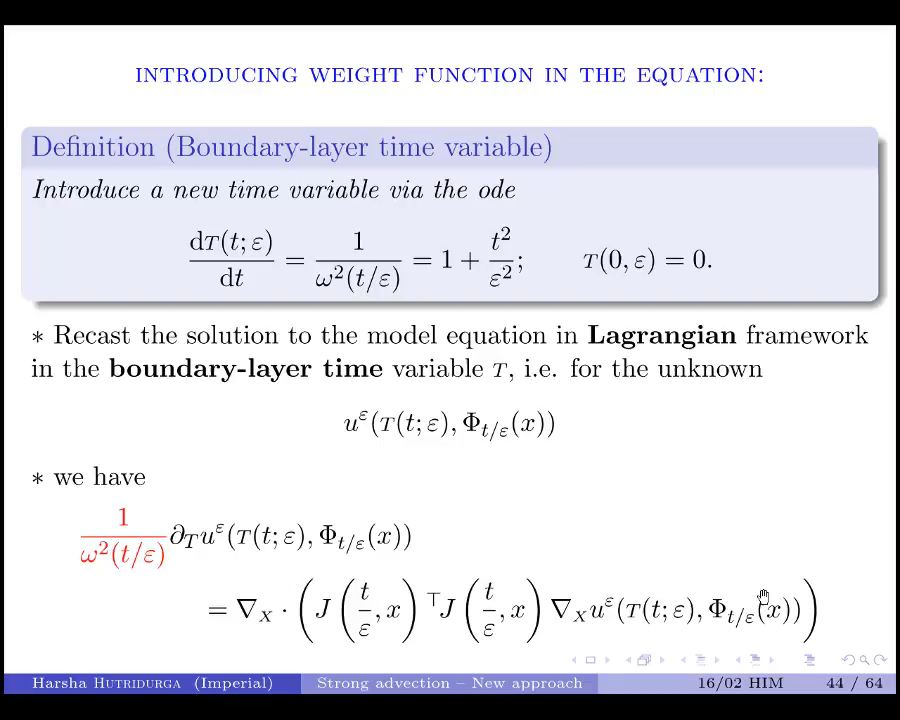 INTRODUCING WEIGHT FUNCTION IN THE EQUATION:
Definition (Boundary-layer time variable)
Introduce a new time variable via the ode
dT(t; ε)/dt = 1/ω²(t/ε) = 1 + t²/ε²; T(0, ε) = 0.
∗ Recast the solution to the model equation in Lagrangian framework
in the boundary-layer time variable T, i.e. for the unknown
u^ε(T(t; ε), Φ_{t/ε}(x))
∗ we have
1/ω²(t/ε) ∂_T u^ε(T(t; ε), Φ_{t/ε}(x))
= ∇_X · (J(t/ε, x)^⊤ J(t/ε, x) ∇_X u^ε(T(t; ε), Φ_{t/ε}(x)))
Harsha HUTRIDURGA (Imperial) Strong advection – New approach 16/02 HIM 44 / 64